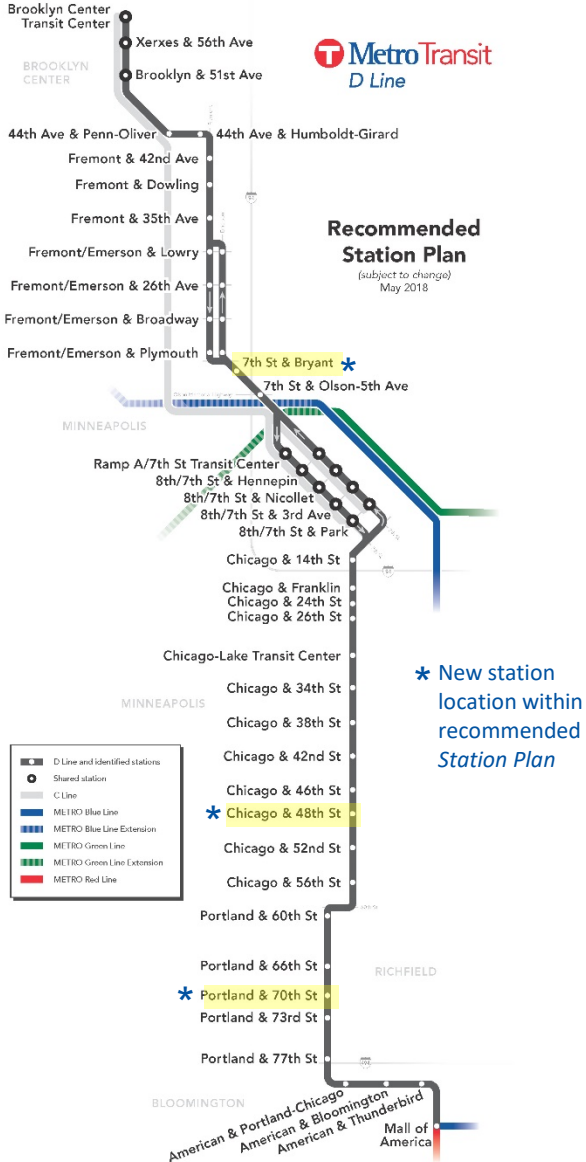 Brooklyn Center
Transit Center
Xerxes & 56th Ave
BROOKLYN
CENTER
Brooklyn & 51st Ave
T MetroTransit
D Line
44th Ave & Penn-Oliver
44th Ave & Humboldt-Girard
Fremont & 42nd Ave
Fremont & Dowling
Fremont & 35th Ave
Recommended
Station Plan
(subject to change)
May 2018
Fremont/Emerson & Lowry
Fremont/Emerson & 26th Ave
Fremont/Emerson & Broadway
Fremont/Emerson & Plymouth
7th St & Bryant *
7th St & Olson-5th Ave
MINNEAPOLIS
Ramp A/7th St Transit Center
8th/7th St & Hennepin
8th/7th St & Nicollet
8th/7th St & 3rd Ave
8th/7th St & Park
Chicago & 14th St
Chicago & Franklin
Chicago & 24th St
Chicago & 26th St
Chicago-Lake Transit Center
* New station
location within
recommended
Station Plan
Chicago & 34th St
MINNEAPOLIS
Chicago & 38th St
Chicago & 42nd St
Chicago & 46th St
* Chicago & 48th St
Chicago & 52nd St
Chicago & 56th St
D Line and identified stations
Shared station
C Line
METRO Blue Line
METRO Blue Line Extension
METRO Green Line
METRO Green Line Extension
METRO Red Line
Portland & 60th St
Portland & 66th St
RICHFIELD
* Portland & 70th St
Portland & 73rd St
Portland & 77th St
BLOOMINGTON
American & Portland-Chicago
American & Bloomington
American & Thunderbird
Mall of
America